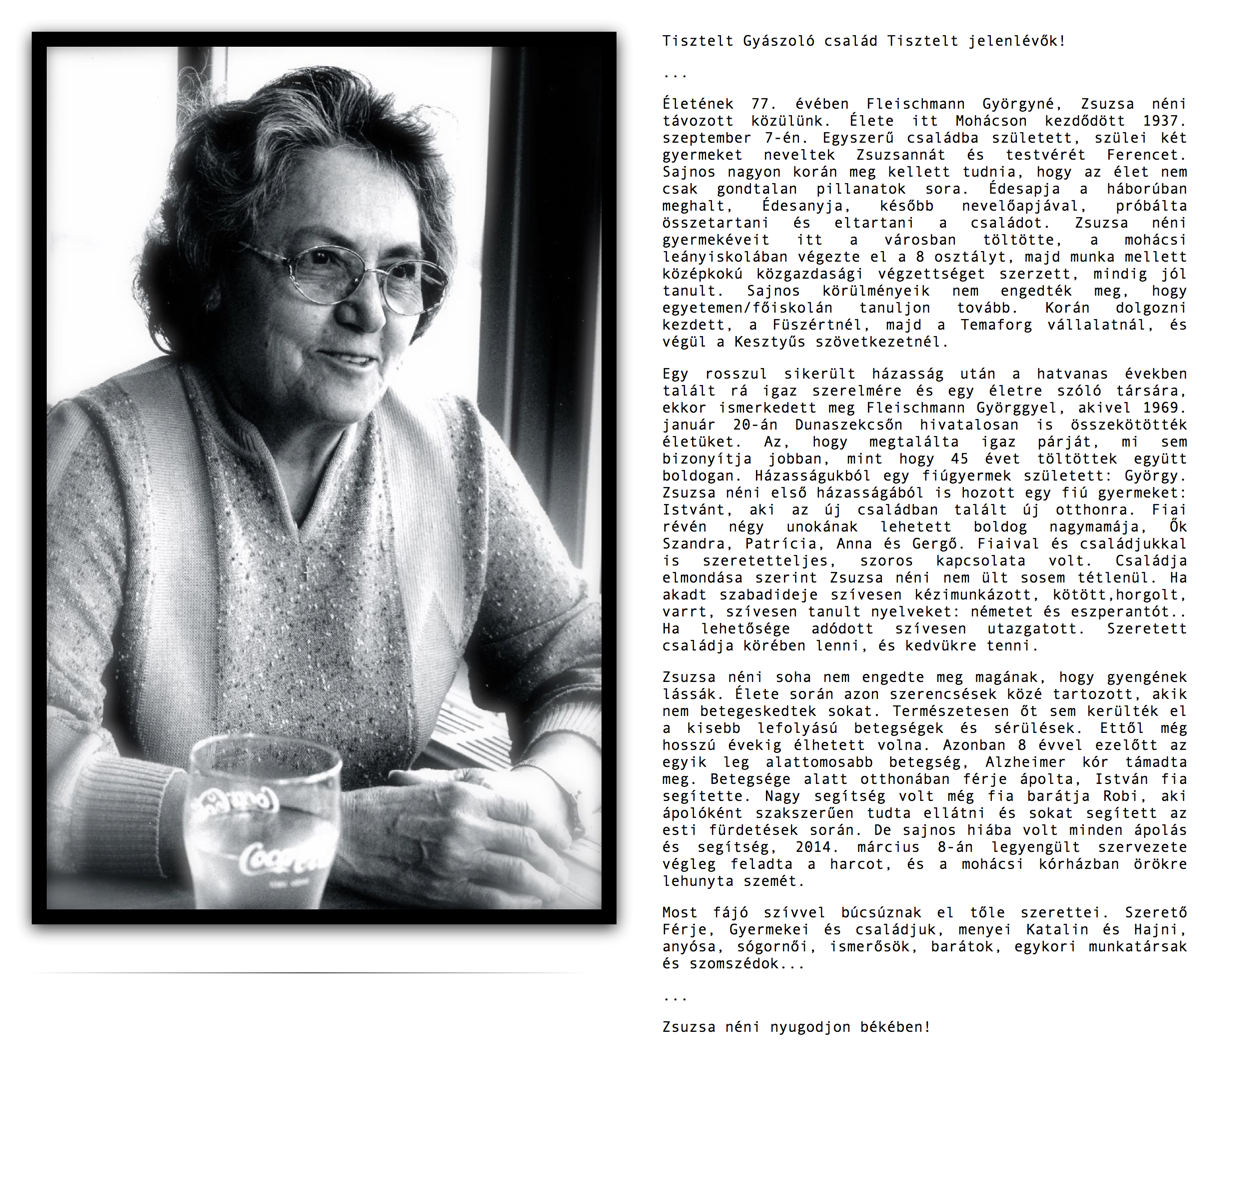 Tisztelt Gyászoló család Tisztelt jelenlévők!
...
Életének 77. évében Fleischmann Györgyné, Zsuzsa néni
távozott közülünk. Élete itt Mohácson kezdődött 1937.
szeptember 7-én. Egyszerű családba született, szülei két
gyermeket neveltek Zsuzsannát és testvérét Ferencet.
Sajnos nagyon korán meg kellett tudnia, hogy az élet nem
csak gondtalan pillanatok sora. Édesapja a háborúban
meghalt, Édesanyja, később nevelőapjával, próbálta
összetartani és eltartani a családot. Zsuzsa néni
gyermekéveit itt a városban töltötte, a mohácsi
leányiskolában végezte el a 8 osztályt, majd munka mellett
középkokú közgazdasági végzettséget szerzett, mindig jól
tanult. Sajnos körülményeik nem engedték meg, hogy
egyetemen/főiskolán tanuljon tovább. Korán dolgozni
kezdett, a Füszértnél, majd a Temaforg vállalatnál, és
végül a Kesztyűs szövetkezetnél.
Egy rosszul sikerült házasság után a hatvanas években
talált rá igaz szerelmére és egy életre szóló társára,
ekkor ismerkedett meg Fleischmann Györggyel, akivel 1969.
január 20-án Dunaszekcsőn hivatalosan is összekötötték
életüket. Az, hogy megtalálta igaz párját, mi sem
bizonyítja jobban, mint hogy 45 évet töltöttek együtt
boldogan. Házasságukból egy fiúgyermek született: György.
Zsuzsa néni első házasságából is hozott egy fiú gyermeket:
Istvánt, aki az új családban talált új otthonra. Fiai
révén négy unokának lehetett boldog nagymamája, Ők
Szandra, Patrícia, Anna és Gergő. Fiaival és családjukkal
is szeretetteljes, szoros kapcsolata volt. Családja
elmondása szerint Zsuzsa néni nem ült sosem tétlenül. Ha
akadt szabadideje szívesen kézimunkázott, kötött,horgolt,
varrt, szívesen tanult nyelveket: németet és eszperantót..
Ha lehetősége adódott szívesen utazgatott. Szeretett
családja körében lenni, és kedvükre tenni.
Zsuzsa néni soha nem engedte meg magának, hogy gyengének
lássák. Élete során azon szerencsések közé tartozott, akik
nem betegeskedtek sokat. Természetesen őt sem kerülték el
a kisebb lefolyású betegségek és sérülések. Ettől még
hosszú évekig élhetett volna. Azonban 8 évvel ezelőtt az
egyik leg alattomosabb betegség, Alzheimer kór támadta
meg. Betegsége alatt otthonában férje ápolta, István fia
segítette. Nagy segítség volt még fia barátja Robi, aki
ápolóként szakszerűen tudta ellátni és sokat segített az
esti fürdetések során. De sajnos hiába volt minden ápolás
és segítség, 2014. március 8-án legyengült szervezete
végleg feladta a harcot, és a mohácsi kórházban örökre
lehunyta szemét.
Most fájó szívvel búcsúznak el tőle szerettei. Szerető
Férje, Gyermekei és családjuk, menyei Katalin és Hajni,
anyósa, sógornői, ismerősök, barátok, egykori munkatársak
és szomszédok...
...
Zsuzsa néni nyugodjon békében!